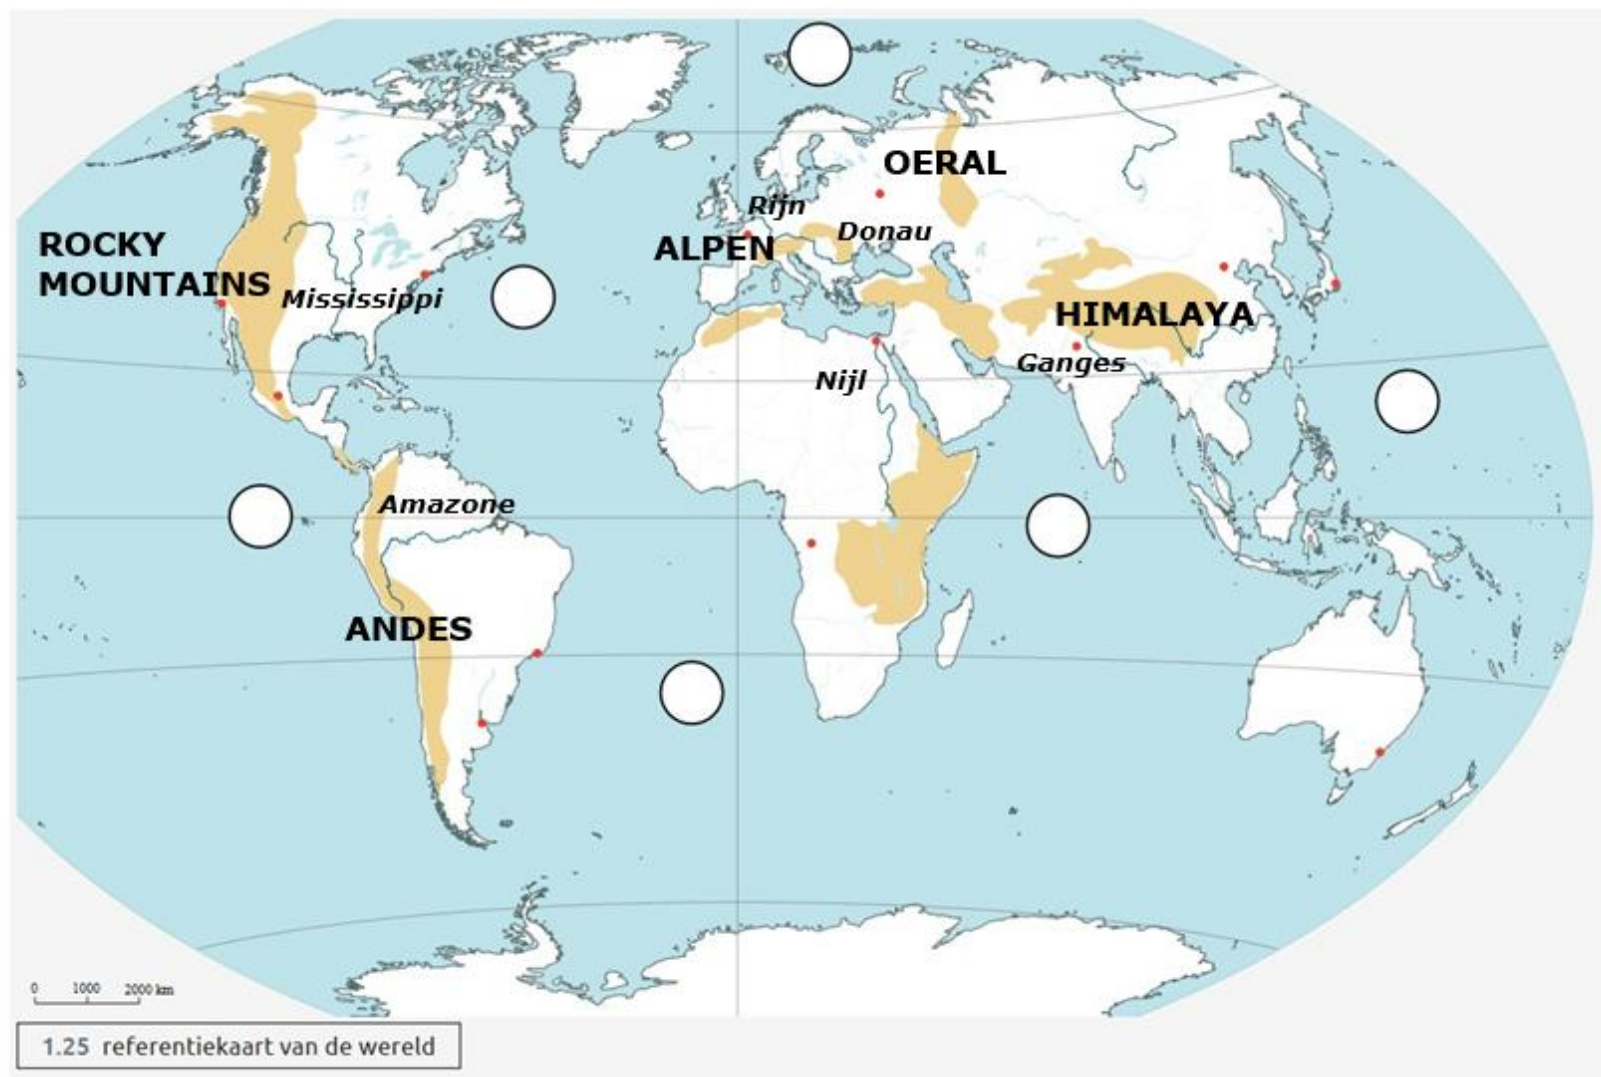 OERAL
Rijn
Donau
ALPEN
ROCKY
MOUNTAINS
Mississippi
HIMALAYA
Ganges
Nijl
Amazone
ANDES
0 1000 2000 km
1.25 referentiekaart van de wereld